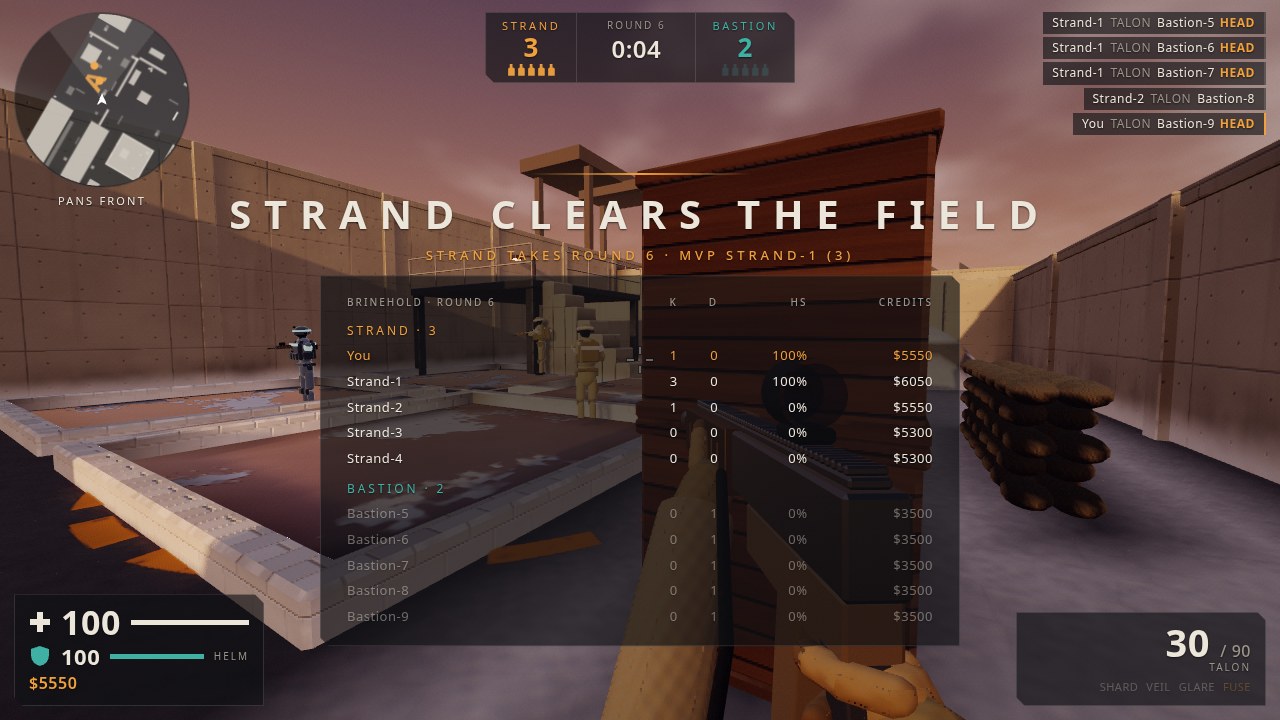 STRAND
3
ROUND 6
0:04
BASTION
2
Strand-1 TALON Bastion-5 HEAD
Strand-1 TALON Bastion-6 HEAD
Strand-1 TALON Bastion-7 HEAD
Strand-2 TALON Bastion-8
You TALON Bastion-9 HEAD
A
PANS FRONT
STRAND CLEARS THE FIELD
STRAND TAKES ROUND 6 · MVP STRAND-1 (3)
BRINEHOLD · ROUND 6 K D HS CREDITS
STRAND · 3
You 1 0 100% $5550
Strand-1 3 0 100% $6050
Strand-2 1 0 0% $5550
Strand-3 0 0 0% $5300
Strand-4 0 0 0% $5300
BASTION · 2
Bastion-5 0 1 0% $3500
Bastion-6 0 1 0% $3500
Bastion-7 0 1 0% $3500
Bastion-8 0 1 0% $3500
Bastion-9 0 1 0% $3500
100
100 HELM
$5550
30 / 90
TALON
SHARD VEIL GLARE FUSE